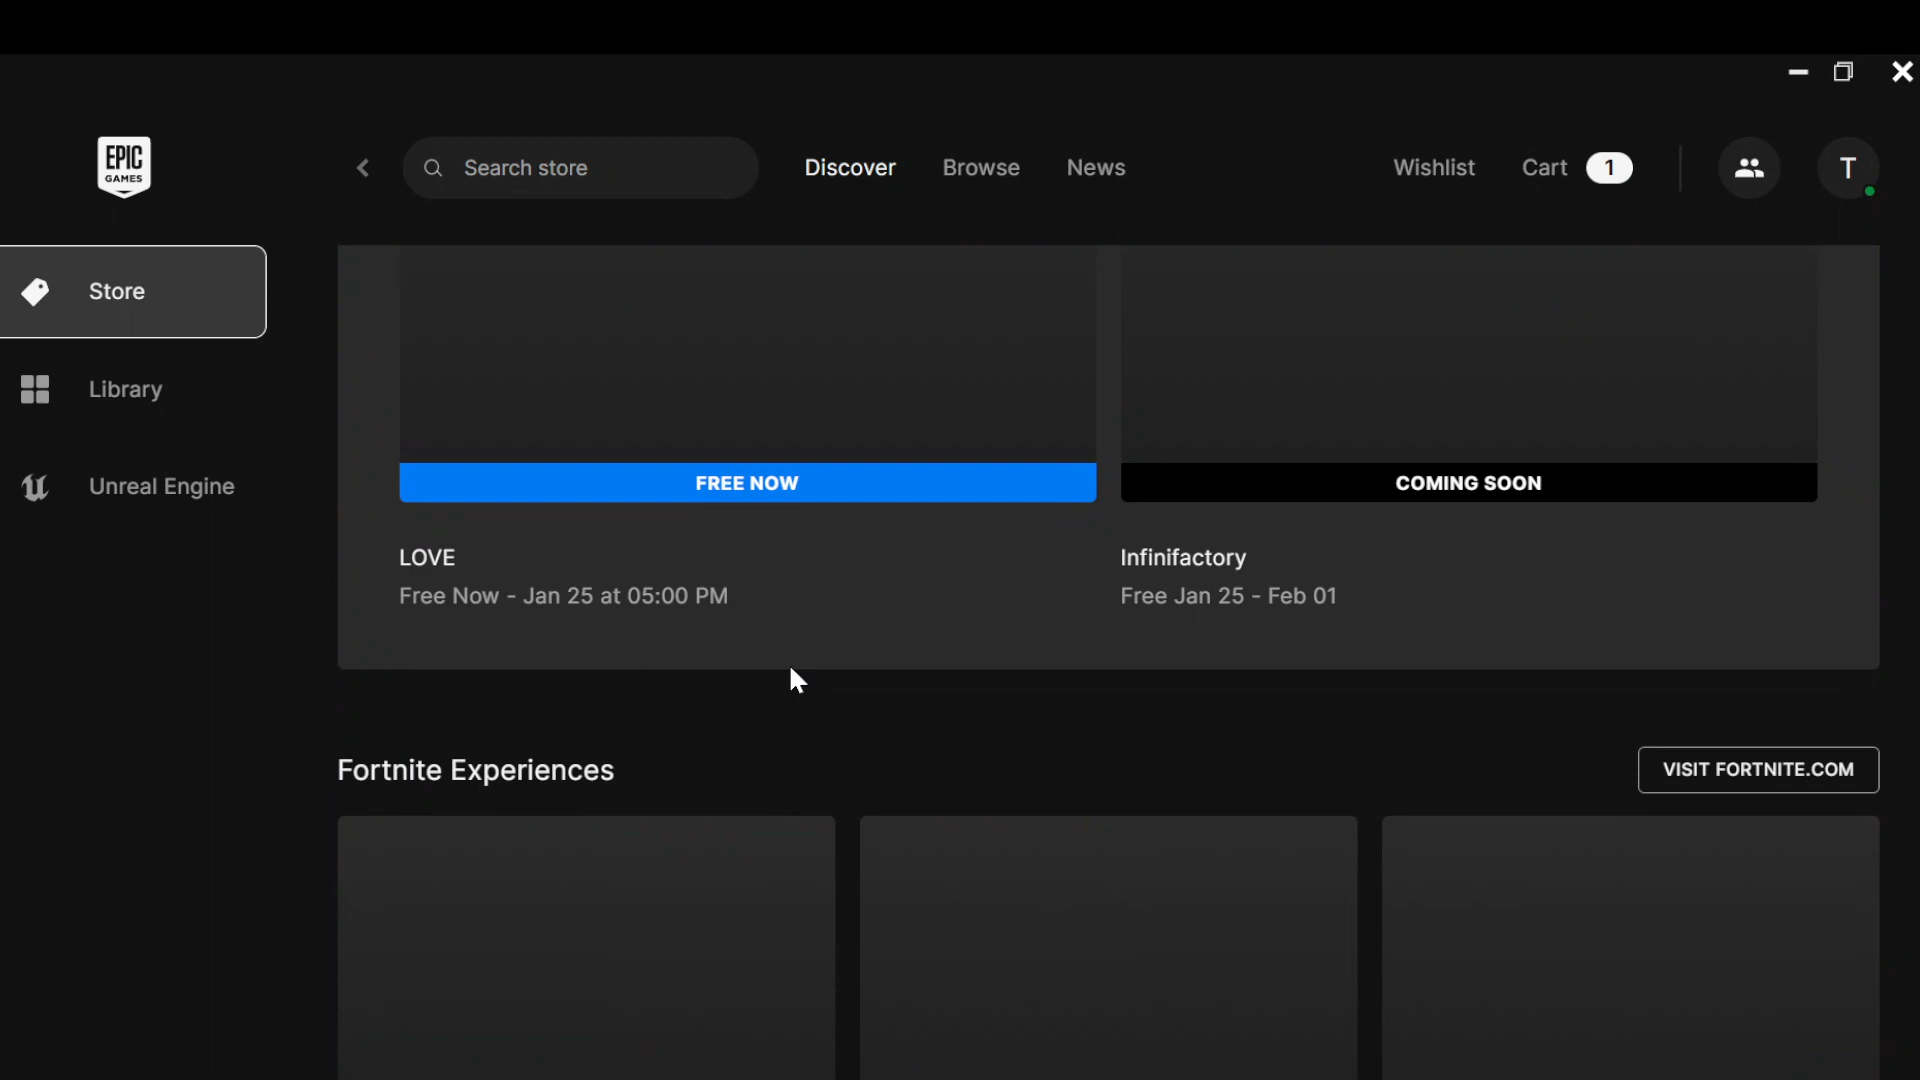 EPIC
GAMES
Search store
Discover
Browse
News
Wishlist
Cart 1
T
Store
Library
Unreal Engine
FREE NOW
COMING SOON
LOVE
Free Now - Jan 25 at 05:00 PM
Infinifactory
Free Jan 25 - Feb 01
Fortnite Experiences
VISIT FORTNITE.COM